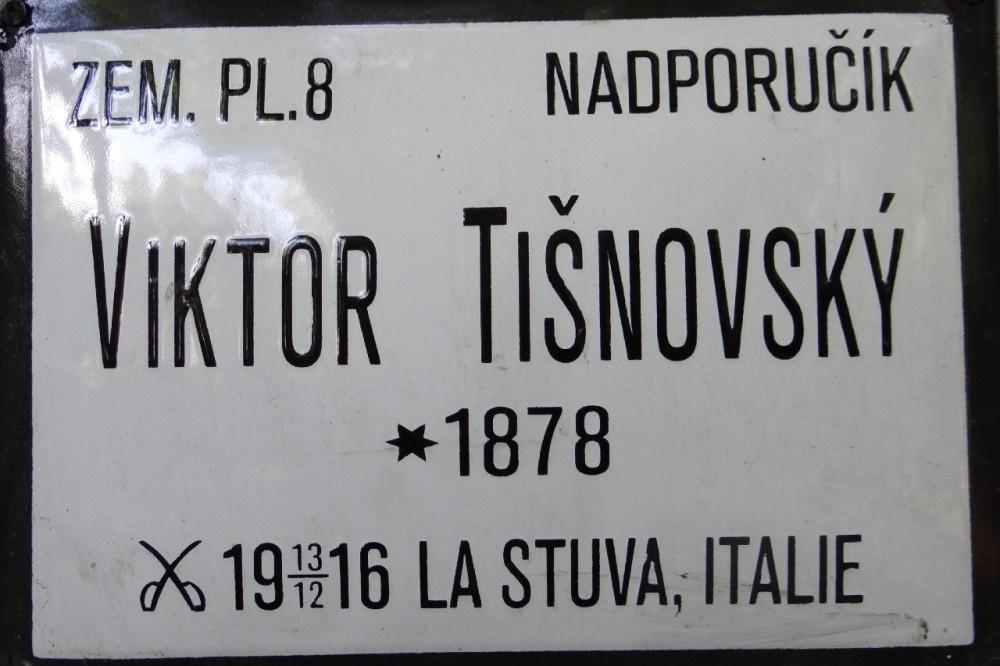 ZEM. PL.8 NADPORUČÍK
VIKTOR TIŠNOVSKÝ
✶1878
⚔ 19 13/12 16 LA STUVA, ITALIE